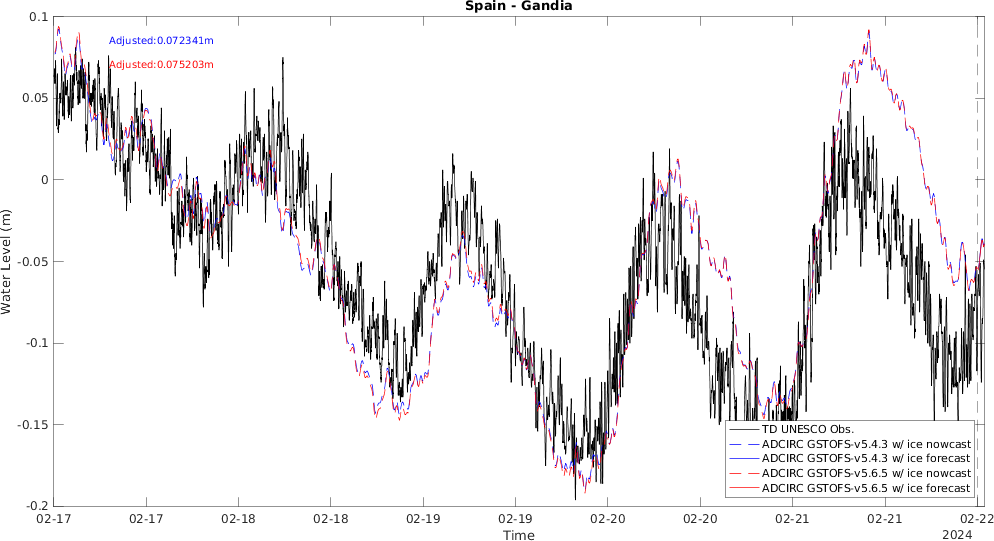 Spain - Gandia
Adjusted:0.072341m
Adjusted:0.075203m
Water Level (m)
0.1
0.05
0
-0.05
-0.1
-0.15
-0.2
TD UNESCO Obs.
ADCIRC GSTOFS-v5.4.3 w/ ice nowcast
ADCIRC GSTOFS-v5.4.3 w/ ice forecast
ADCIRC GSTOFS-v5.6.5 w/ ice nowcast
ADCIRC GSTOFS-v5.6.5 w/ ice forecast
02-17 02-17 02-18 02-18 02-19 02-19 02-20 02-20 02-21 02-21 02-22
Time
2024